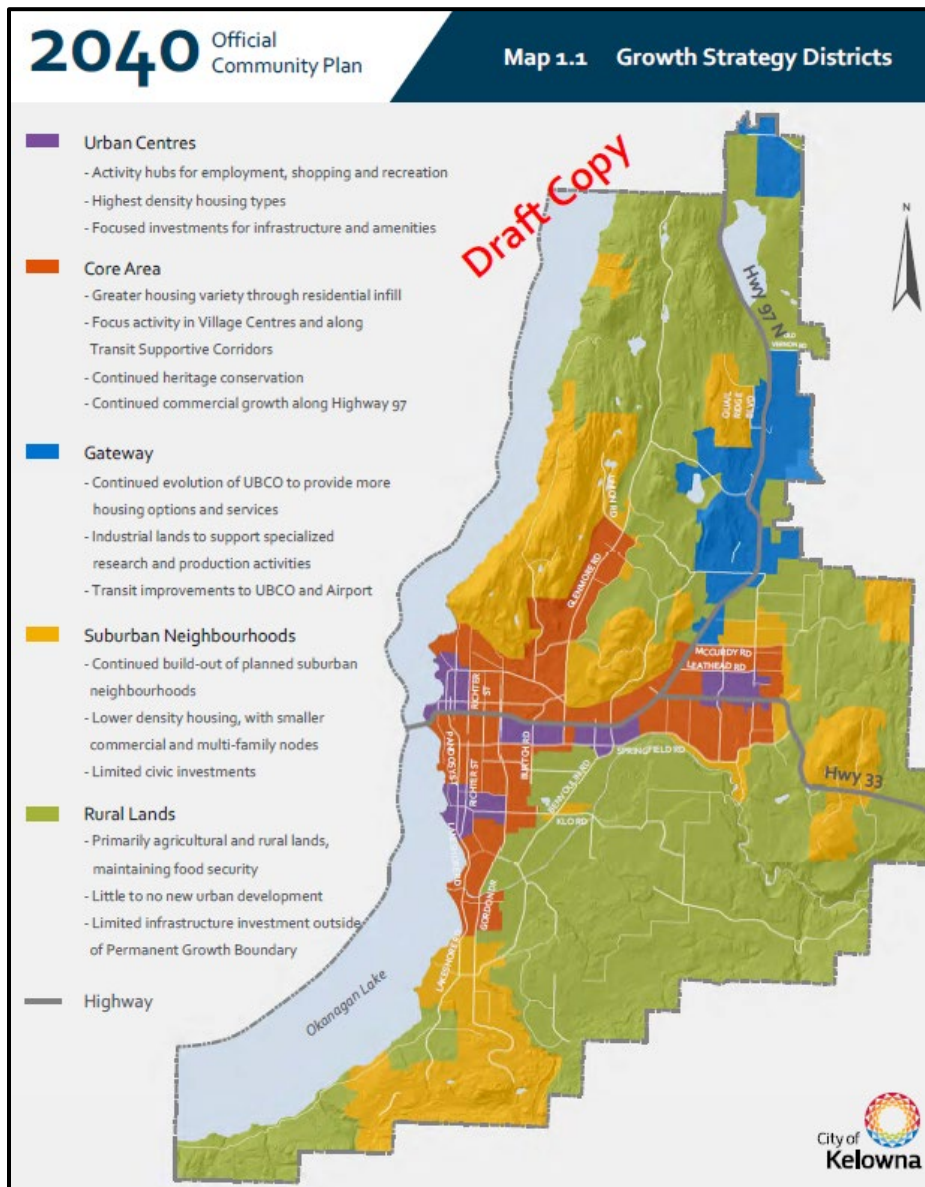 2040 Official
Community Plan
Map 1.1 Growth Strategy Districts
Urban Centres
- Activity hubs for employment, shopping and recreation
- Highest density housing types
- Focused investments for infrastructure and amenities
Core Area
- Greater housing variety through residential infill
- Focus activity in Village Centres and along
Transit Supportive Corridors
- Continued heritage conservation
- Continued commercial growth along Highway 97
Gateway
- Continued evolution of UBCO to provide more
housing options and services
- Industrial lands to support specialized
research and production activities
- Transit improvements to UBCO and Airport
Suburban Neighbourhoods
- Continued build-out of planned suburban
neighbourhoods
- Lower density housing, with smaller
commercial and multi-family nodes
- Limited civic investments
Rural Lands
- Primarily agricultural and rural lands,
maintaining food security
- Little to no new urban development
- Limited infrastructure investment outside
of Permanent Growth Boundary
Highway
Draft Copy
N
Hwy 97 N
VERNON RD
QUAIL
RIDGE
BLVD
UNION RD
GLENMORE RD
MCCURDY RD
LEATHEAD RD
RICHTER
ST
PANDOSY ST
RICHTER ST
BURTCH RD
SPRINGFIELD RD
BENVOULIN RD
KLO RD
Hwy 33
GORDON DR
Okanagan Lake
City of
Kelowna